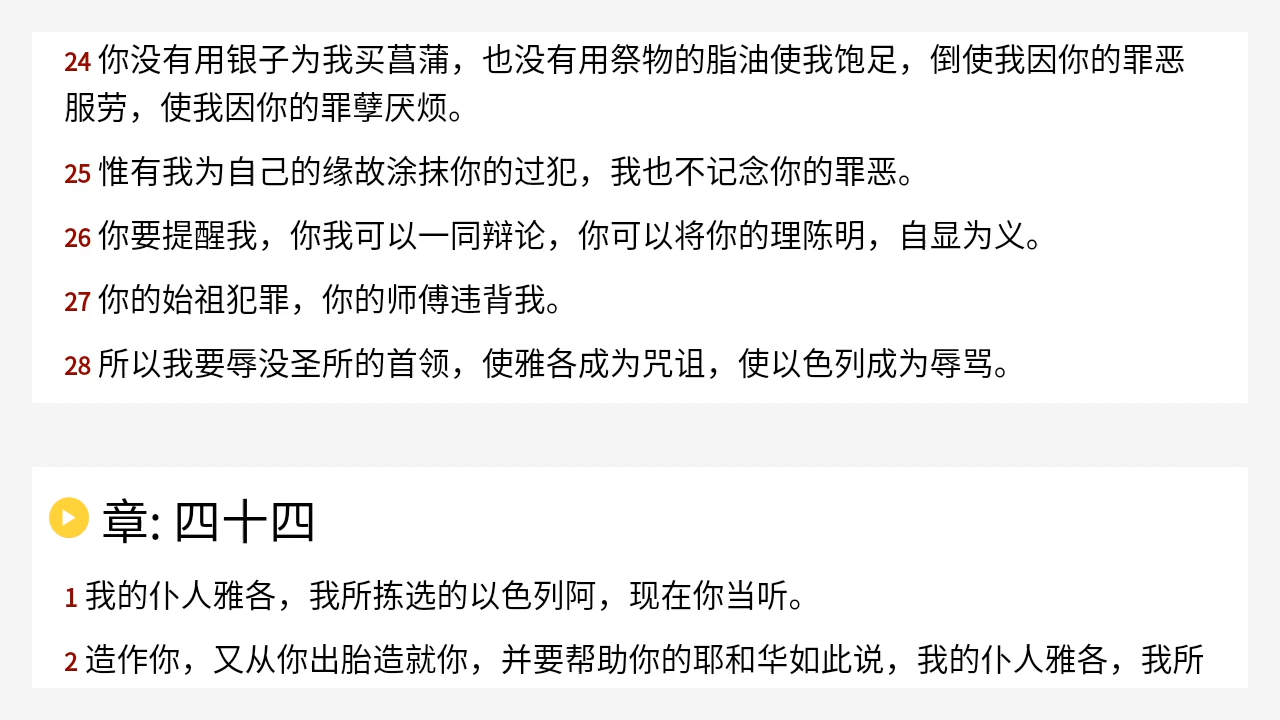 24 你没有用银子为我买菖蒲，也没有用祭物的脂油使我饱足，倒使我因你的罪恶
服劳，使我因你的罪孽厌烦。
25 惟有我为自己的缘故涂抹你的过犯，我也不记念你的罪恶。
26 你要提醒我，你我可以一同辩论，你可以将你的理陈明，自显为义。
27 你的始祖犯罪，你的师傅违背我。
28 所以我要辱没圣所的首领，使雅各成为咒诅，使以色列成为辱骂。
章: 四十四
1 我的仆人雅各，我所拣选的以色列阿，现在你当听。
2 造作你，又从你出胎造就你，并要帮助你的耶和华如此说，我的仆人雅各，我所